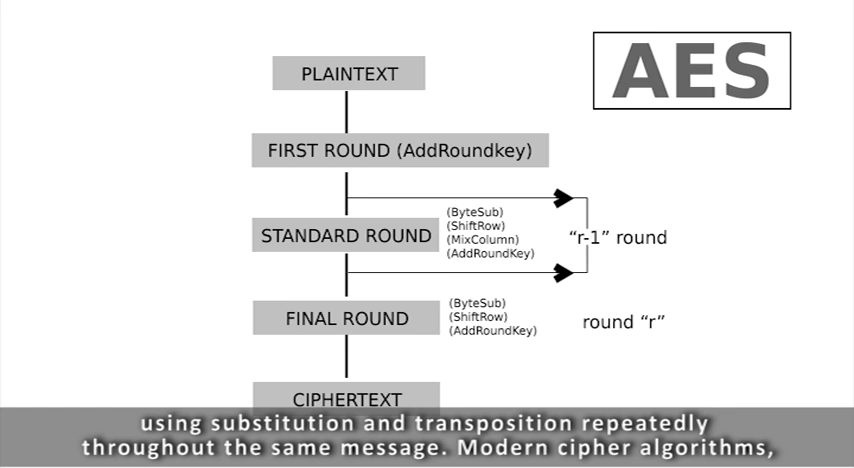 AES
PLAINTEXT
FIRST ROUND (AddRoundkey)
STANDARD ROUND
(ByteSub)
(ShiftRow)
(MixColumn)
(AddRoundKey)
“r-1” round
FINAL ROUND
(ByteSub)
(ShiftRow)
(AddRoundKey)
round “r”
CIPHERTEXT
using substitution and transposition repeatedly
throughout the same message. Modern cipher algorithms,